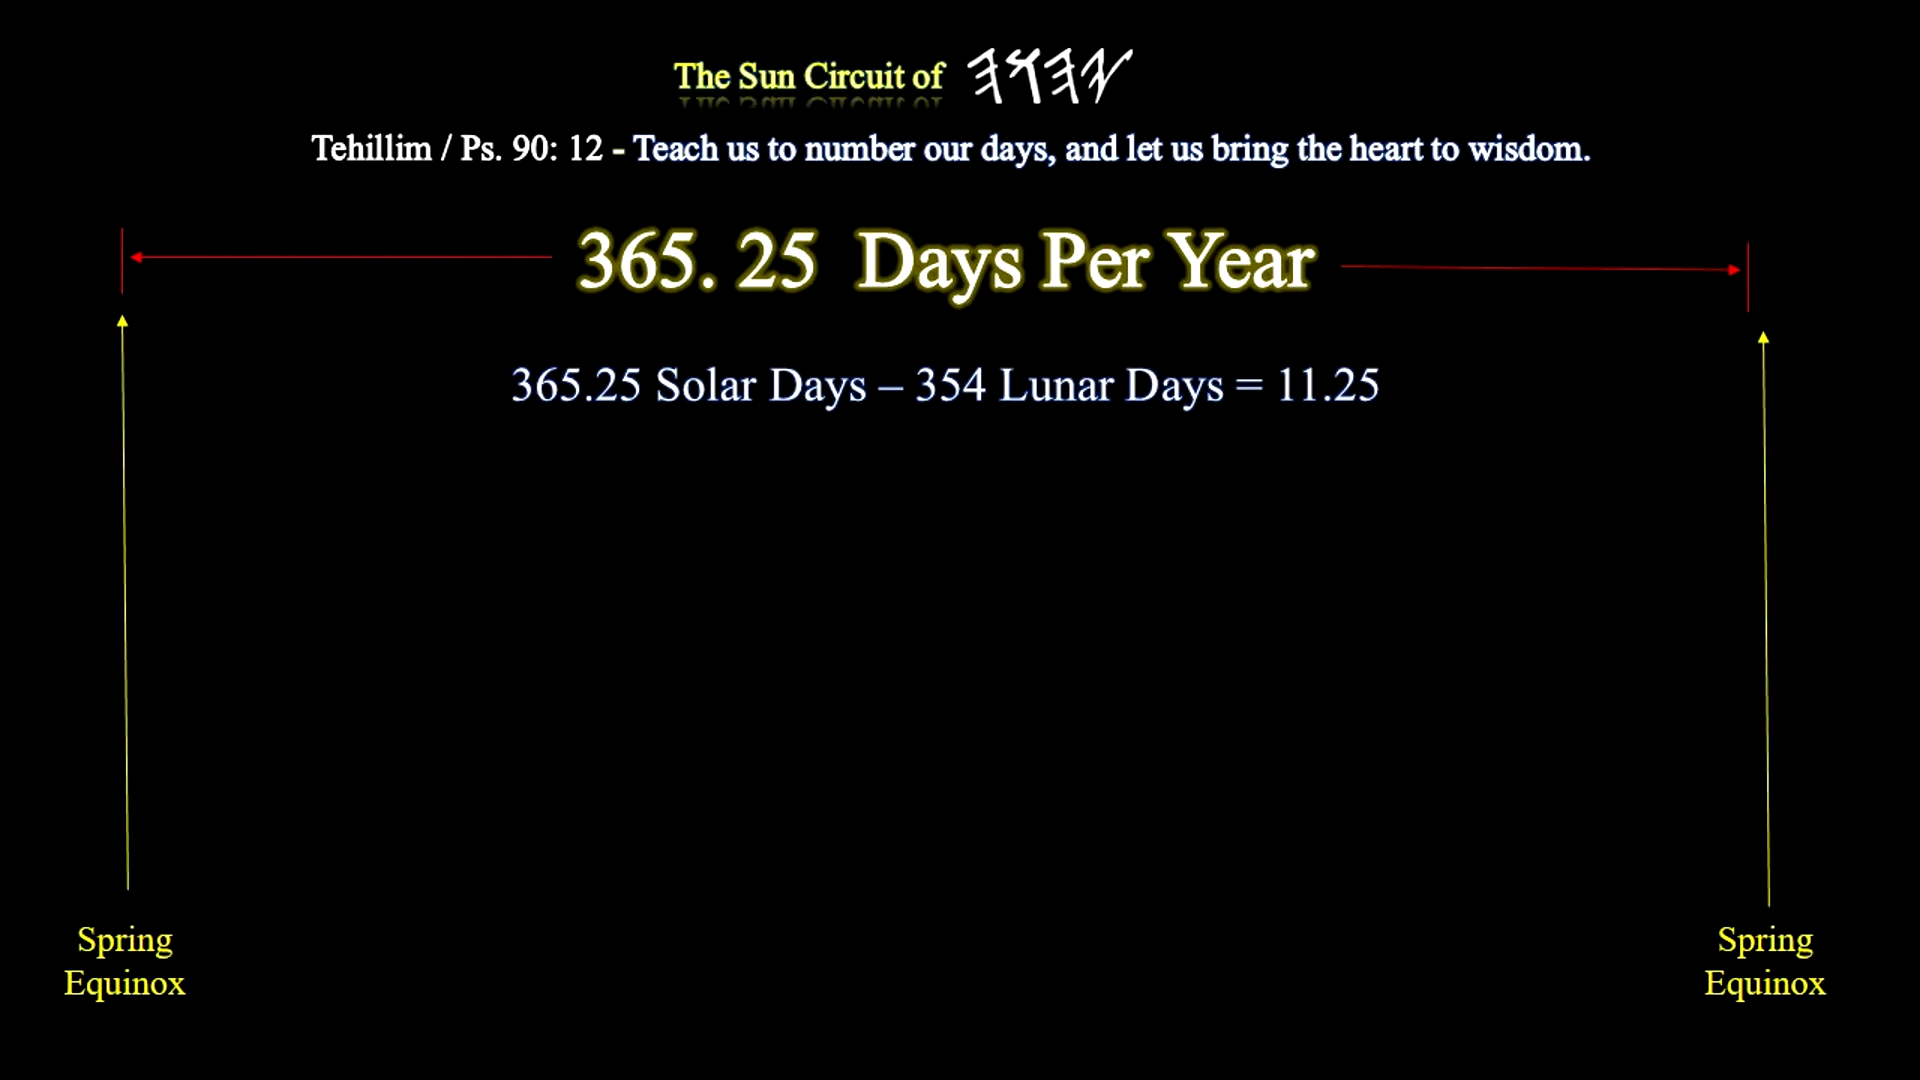 The Sun Circuit of 𐤉𐤄𐤅𐤄
Tehillim / Ps. 90: 12 - Teach us to number our days, and let us bring the heart to wisdom.
365. 25 Days Per Year
365.25 Solar Days – 354 Lunar Days = 11.25
Spring
Equinox
Spring
Equinox